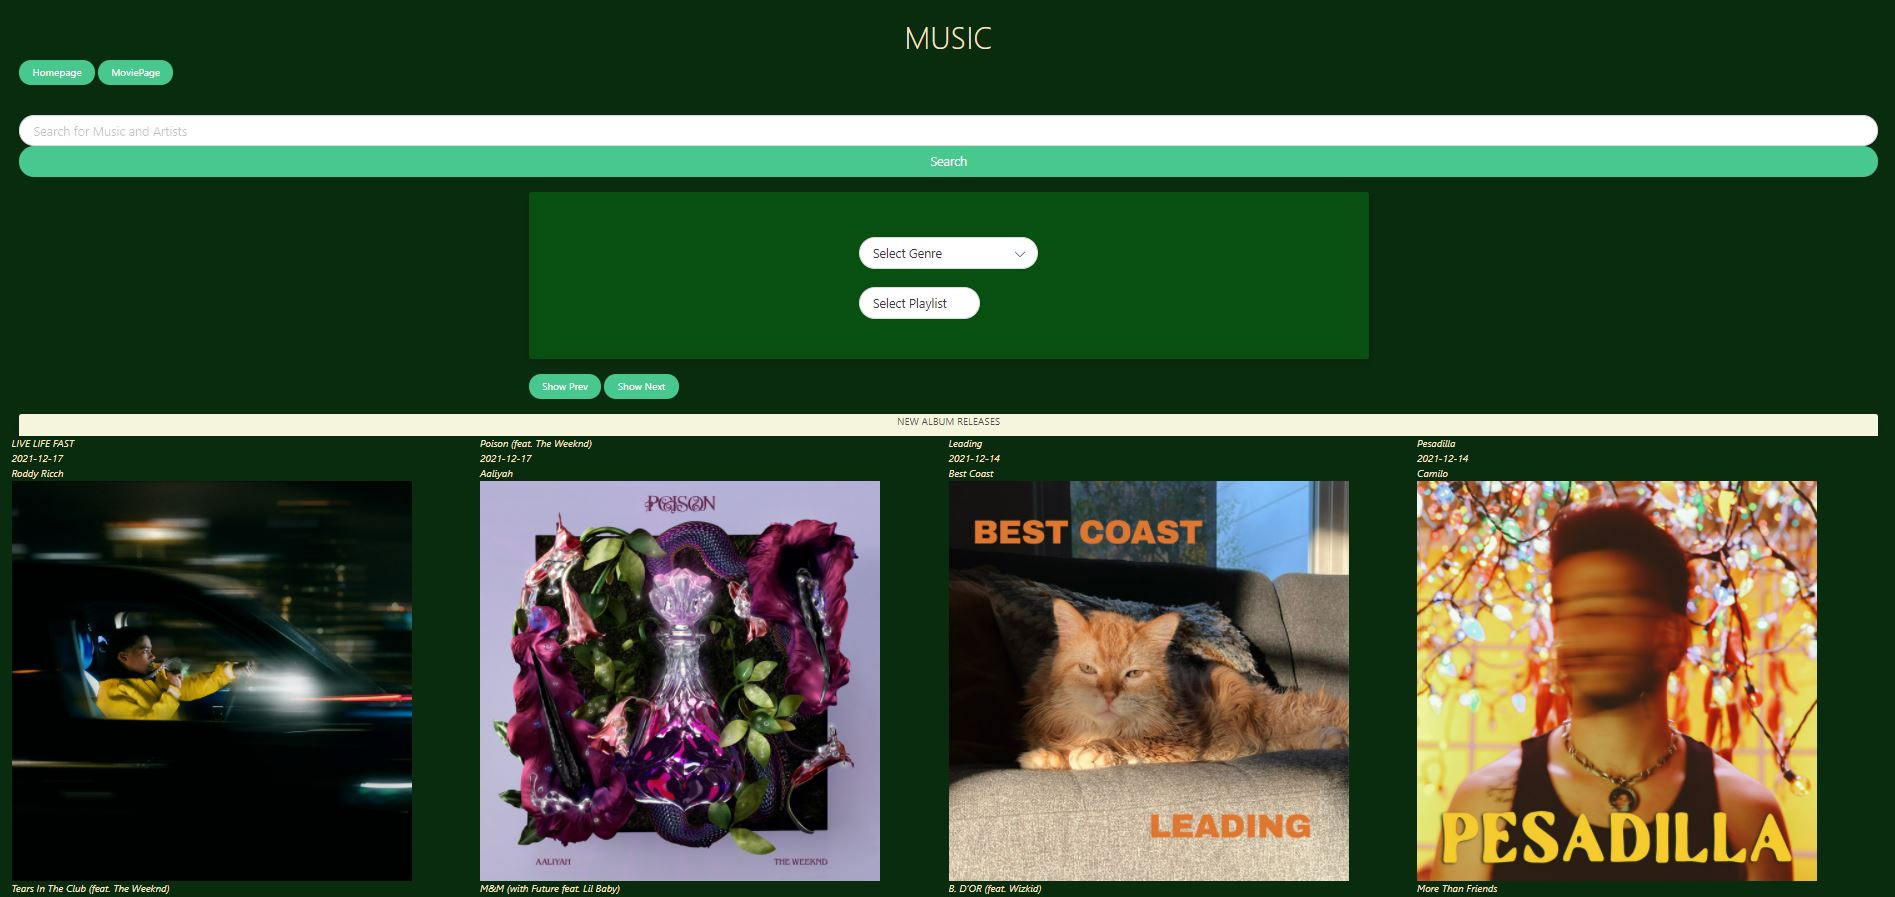 MUSIC
Homepage MoviePage
Search for Music and Artists
Search
Select Genre
Select Playlist
Show Prev Show Next
NEW ALBUM RELEASES
LIVE LIFE FAST
2021-12-17
Roddy Ricch
Poison (feat. The Weeknd)
2021-12-17
Aaliyah
POISON
AALIYAH THE WEEKND
Leading
2021-12-14
Best Coast
BEST COAST
LEADING
Pesadilla
2021-12-14
Camilo
PESADILLA
Tears In The Club (feat. The Weeknd)
M&M (with Future feat. Lil Baby)
B. D'OR (feat. Wizkid)
More Than Friends